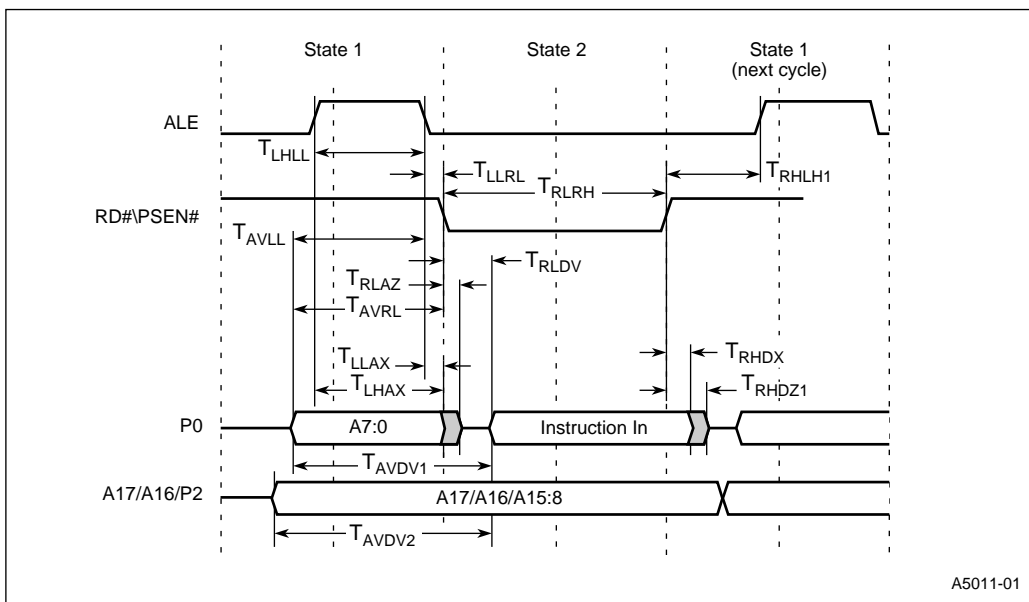 State 1
State 2
State 1
(next cycle)
ALE
TLHLL
TLLRL
TRLRH
TRHLH1
RD#\PSEN#
TAVLL
TRLDV
TRLAZ
TAVRL
TLLAX
TRHDX
TLHAX
TRHDZ1
P0
A7:0
Instruction In
TAVDV1
A17/A16/P2
A17/A16/A15:8
TAVDV2
A5011-01